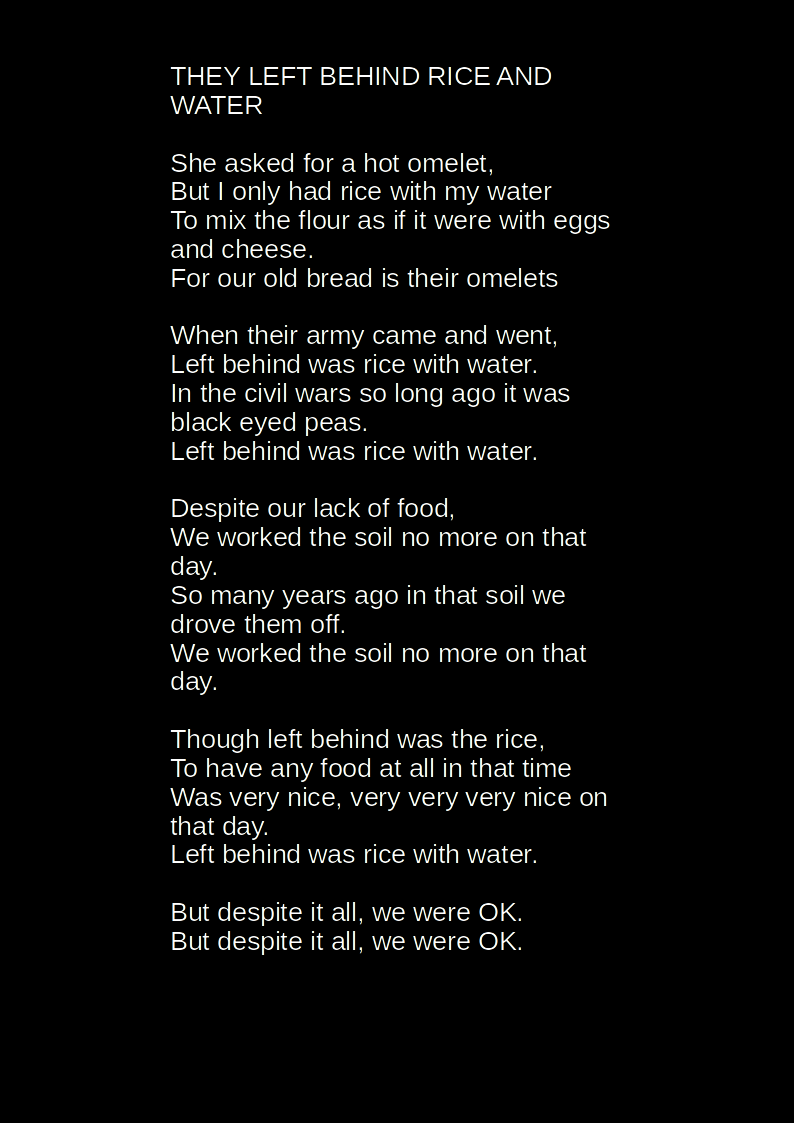 THEY LEFT BEHIND RICE AND
WATER
She asked for a hot omelet,
But I only had rice with my water
To mix the flour as if it were with eggs
and cheese.
For our old bread is their omelets
When their army came and went,
Left behind was rice with water.
In the civil wars so long ago it was
black eyed peas.
Left behind was rice with water.
Despite our lack of food,
We worked the soil no more on that
day.
So many years ago in that soil we
drove them off.
We worked the soil no more on that
day.
Though left behind was the rice,
To have any food at all in that time
Was very nice, very very very nice on
that day.
Left behind was rice with water.
But despite it all, we were OK.
But despite it all, we were OK.